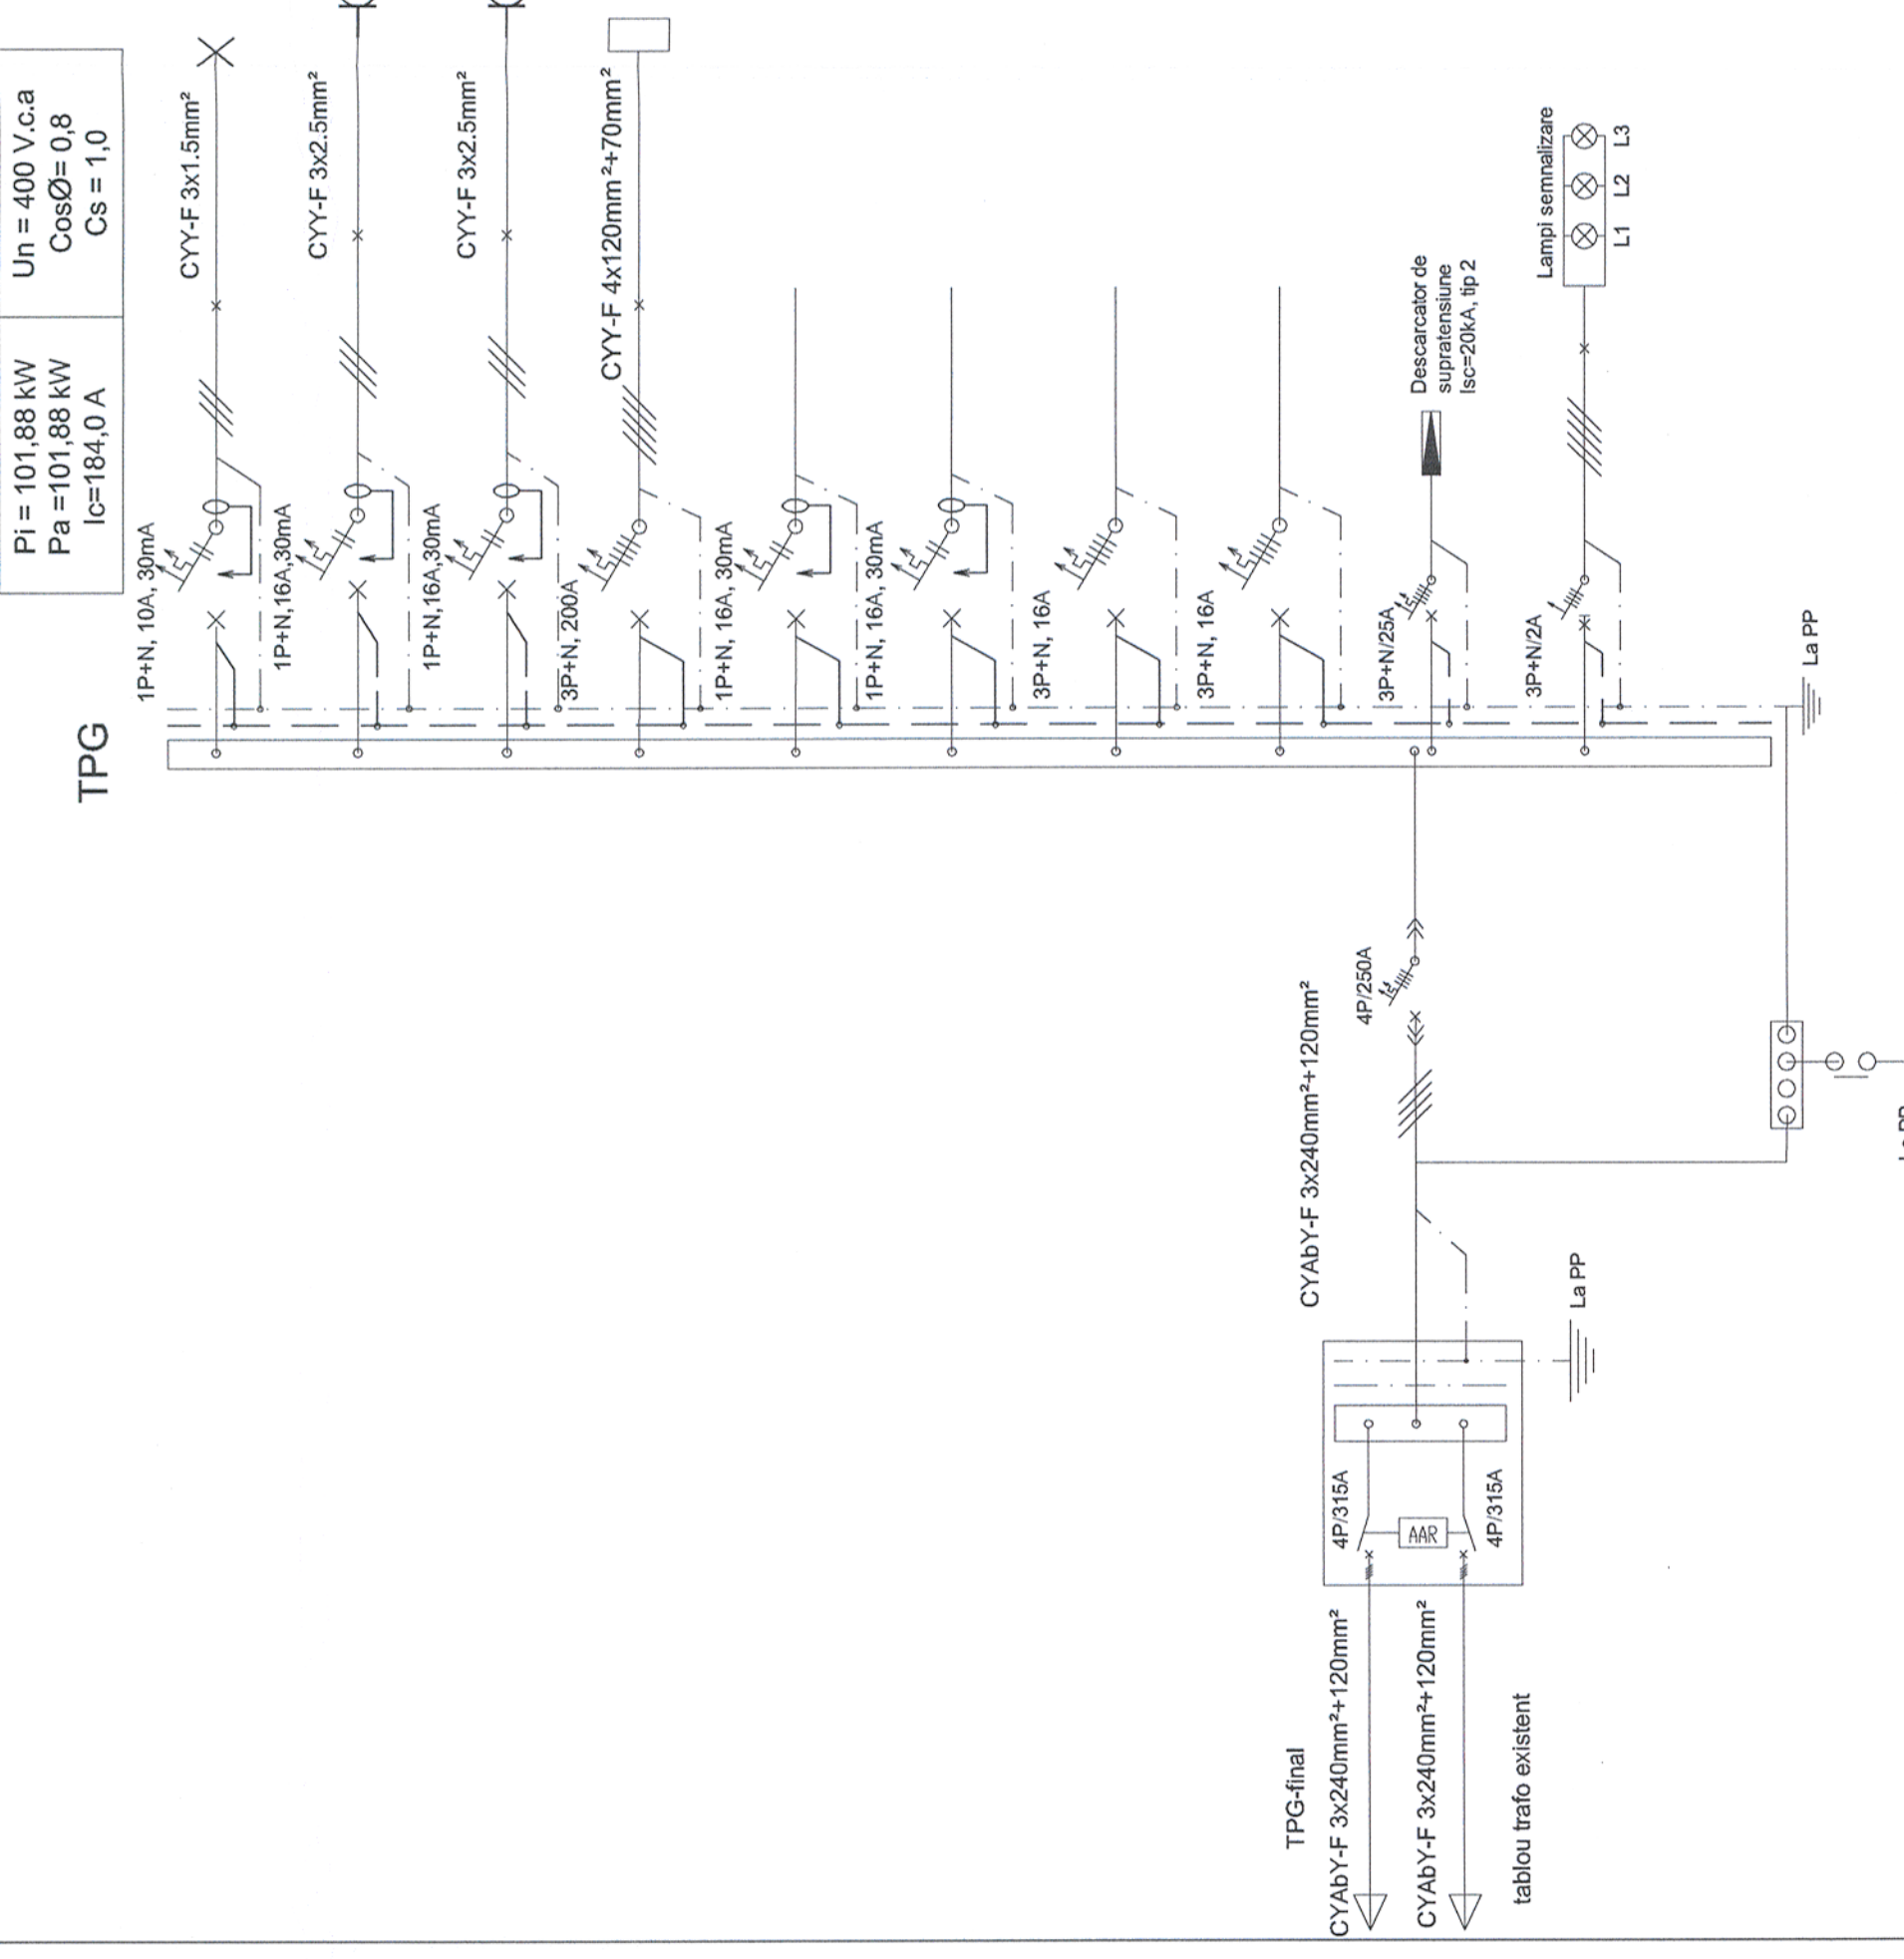 Pi = 101,88 kW
Pa =101,88 kW
Ic=184,0 A
Un = 400 V.c.a
CosØ= 0,8
Cs = 1,0
TPG
1P+N, 10A, 30mA
CYY-F 3x1.5mm²
1P+N,16A,30mA
CYY-F 3x2.5mm²
1P+N,16A,30mA
CYY-F 3x2.5mm²
3P+N, 200A
CYY-F 4x120mm²+70mm²
1P+N, 16A, 30mA
1P+N, 16A, 30mA
3P+N, 16A
3P+N, 16A
3P+N/25A
Descarcator de
supratensiune
Isc=20kA, tip 2
3P+N/2A
Lampi semnalizare
L1 L2 L3
La PP
4P/250A
CYAbY-F 3x240mm²+120mm²
La PP
4P/315A
AAR
4P/315A
TPG-final
CYAbY-F 3x240mm²+120mm²
CYAbY-F 3x240mm²+120mm²
tablou trafo existent